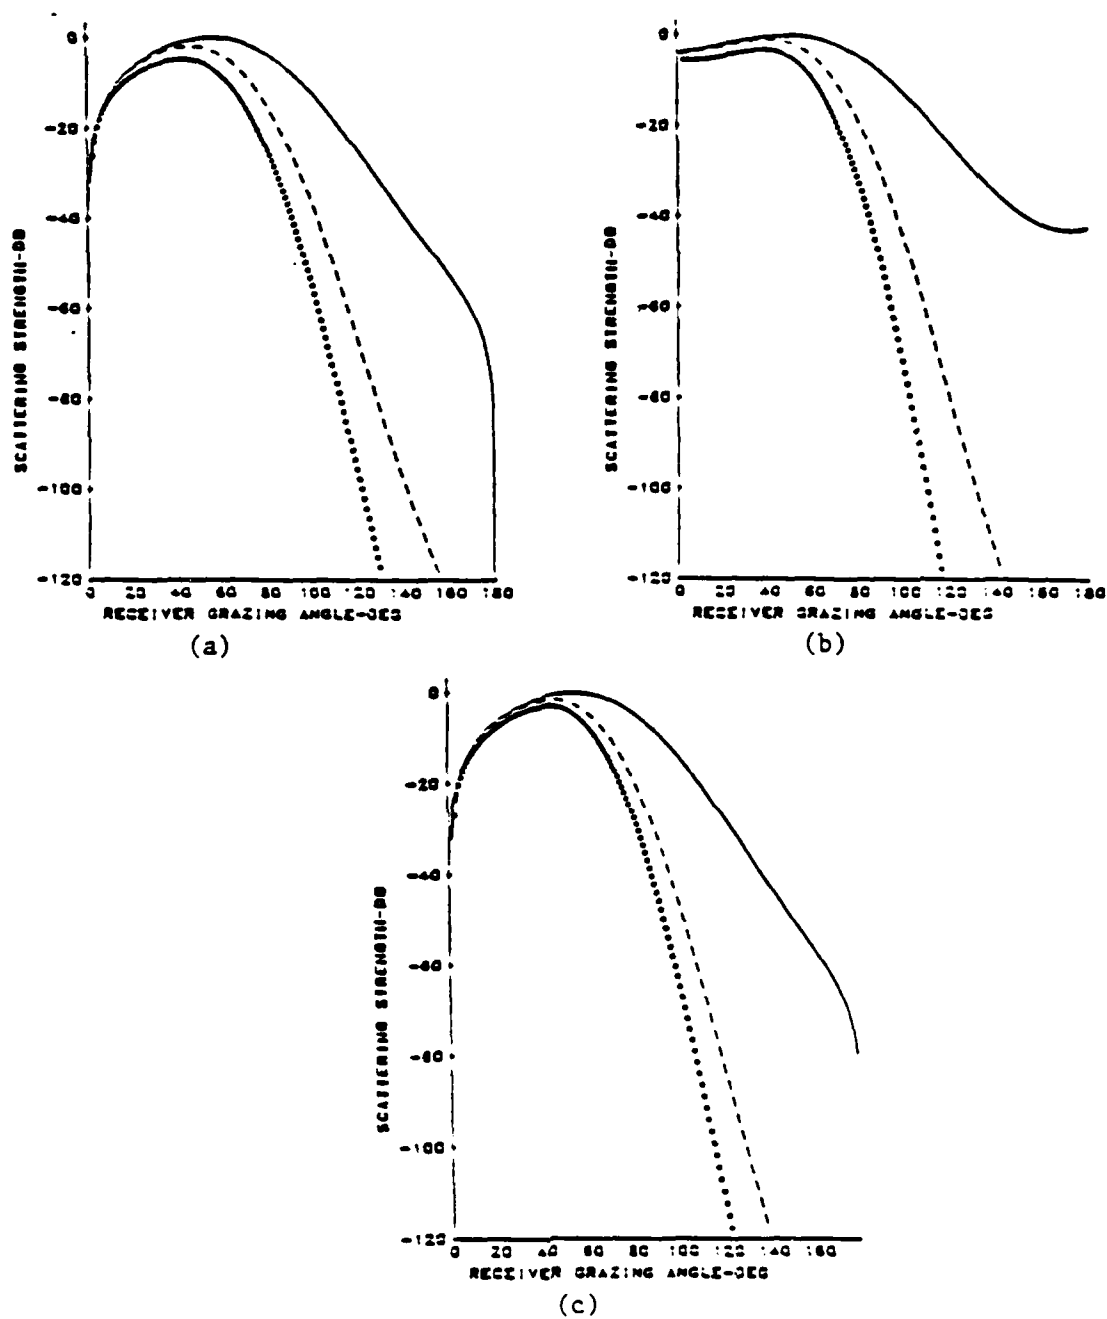 0
-20
-40
-60
-80
-100
-120
SCATTERING STRENGTH-DB
0 20 40 60 80 100 120 140 160 180
RECEIVER GRAZING ANGLE-DEG
(a)
0
-20
-40
-60
-80
-100
-120
SCATTERING STRENGTH-DB
0 20 40 60 80 100 120 140 160 180
RECEIVER GRAZING ANGLE-DEG
(b)
0
-20
-40
-60
-80
-100
-120
SCATTERING STRENGTH-DB
0 20 40 60 80 100 120 140 160
RECEIVER GRAZING ANGLE-DEG
(c)